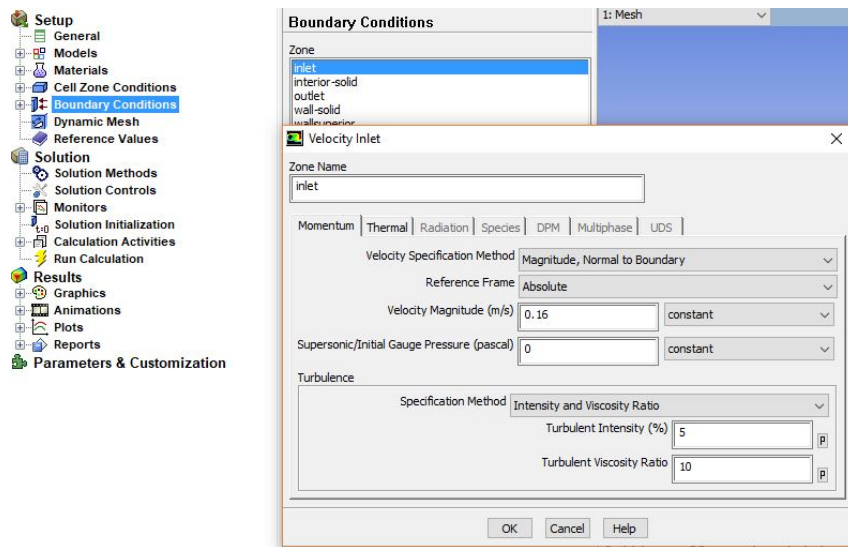 Setup
General
Models
Materials
Cell Zone Conditions
Boundary Conditions
Dynamic Mesh
Reference Values
Solution
Solution Methods
Solution Controls
Monitors
Solution Initialization
Calculation Activities
Run Calculation
Results
Graphics
Animations
Plots
Reports
Parameters & Customization
Boundary Conditions
1: Mesh
Zone
inlet
interior-solid
outlet
wall-solid
wallsuperior
Velocity Inlet
Zone Name
inlet
Momentum Thermal Radiation Species DPM Multiphase UDS
Velocity Specification Method Magnitude, Normal to Boundary
Reference Frame Absolute
Velocity Magnitude (m/s) 0.16 constant
Supersonic/Initial Gauge Pressure (pascal) 0 constant
Turbulence
Specification Method Intensity and Viscosity Ratio
Turbulent Intensity (%) 5 P
Turbulent Viscosity Ratio 10 P
OK Cancel Help